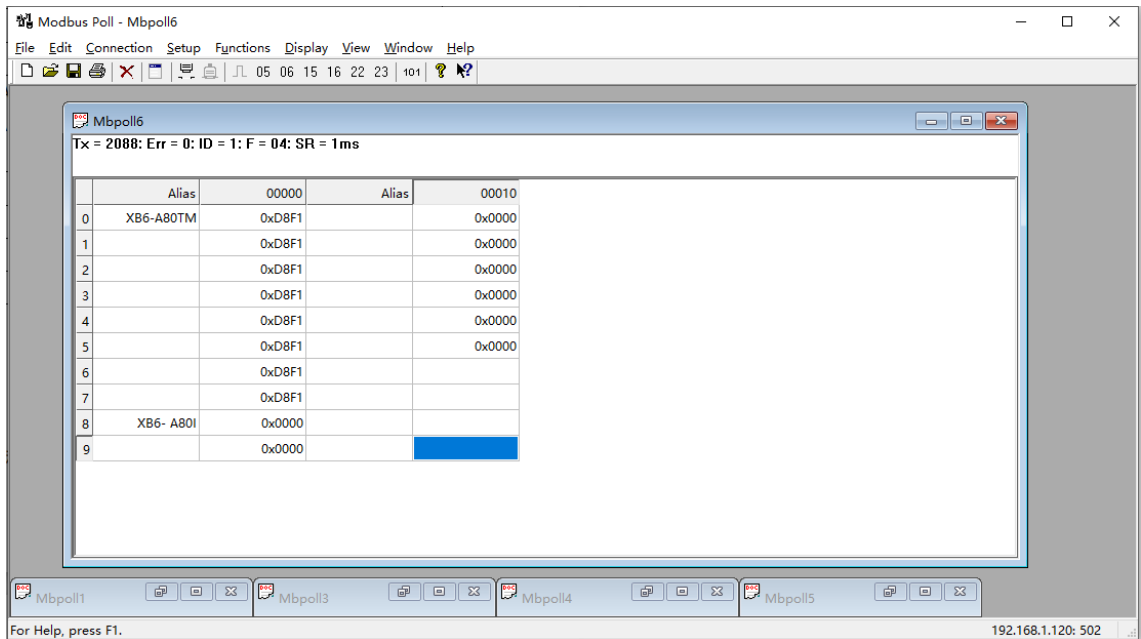 Modbus Poll - Mbpoll6
File Edit Connection Setup Functions Display View Window Help
05 06 15 16 22 23 101
Mbpoll6
Tx = 2088: Err = 0: ID = 1: F = 04: SR = 1ms
Alias 00000 Alias 00010
0 XB6-A80TM 0xD8F1 0x0000
1 0xD8F1 0x0000
2 0xD8F1 0x0000
3 0xD8F1 0x0000
4 0xD8F1 0x0000
5 0xD8F1 0x0000
6 0xD8F1
7 0xD8F1
8 XB6- A80I 0x0000
9 0x0000
Mbpoll1 Mbpoll3 Mbpoll4 Mbpoll5
For Help, press F1. 192.168.1.120: 502